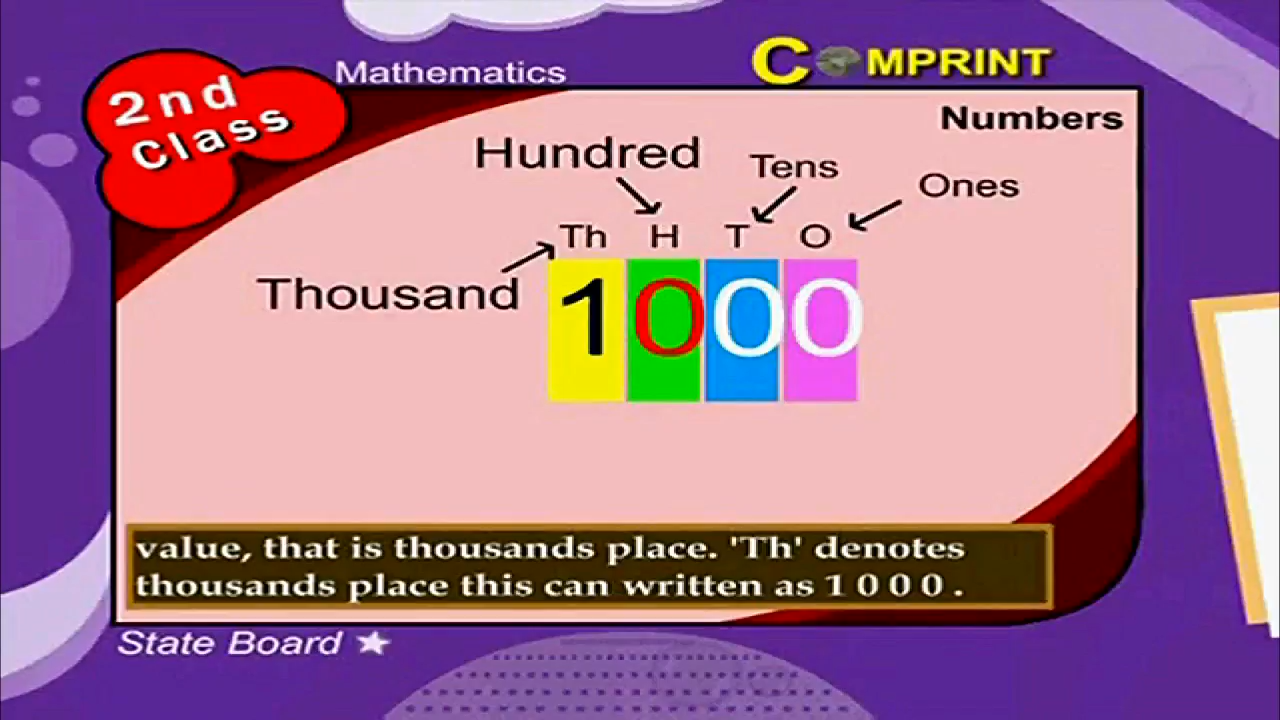 Mathematics
COMPRINT
2nd
Class
Numbers
Hundred
Tens
Ones
Th H T O
Thousand
1000
value, that is thousands place. 'Th' denotes
thousands place this can written as 1 0 0 0 .
State Board